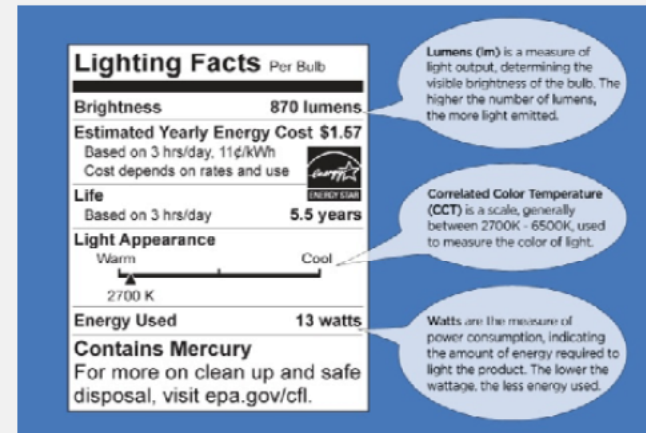 Lighting Facts Per Bulb
Brightness 870 lumens
Estimated Yearly Energy Cost $1.57
Based on 3 hrs/day, 11¢/kWh
Cost depends on rates and use
energy
ENERGY STAR
Life
Based on 3 hrs/day 5.5 years
Light Appearance
Warm Cool
2700 K
Energy Used 13 watts
Contains Mercury
For more on clean up and safe
disposal, visit epa.gov/cfl.
Lumens (lm) is a measure of
light output, determining the
visible brightness of the bulb. The
higher the number of lumens,
the more light emitted.
Correlated Color Temperature
(CCT) is a scale, generally
between 2700K - 6500K, used
to measure the color of light.
Watts are the measure of
power consumption, indicating
the amount of energy required to
light the product. The lower the
wattage, the less energy used.